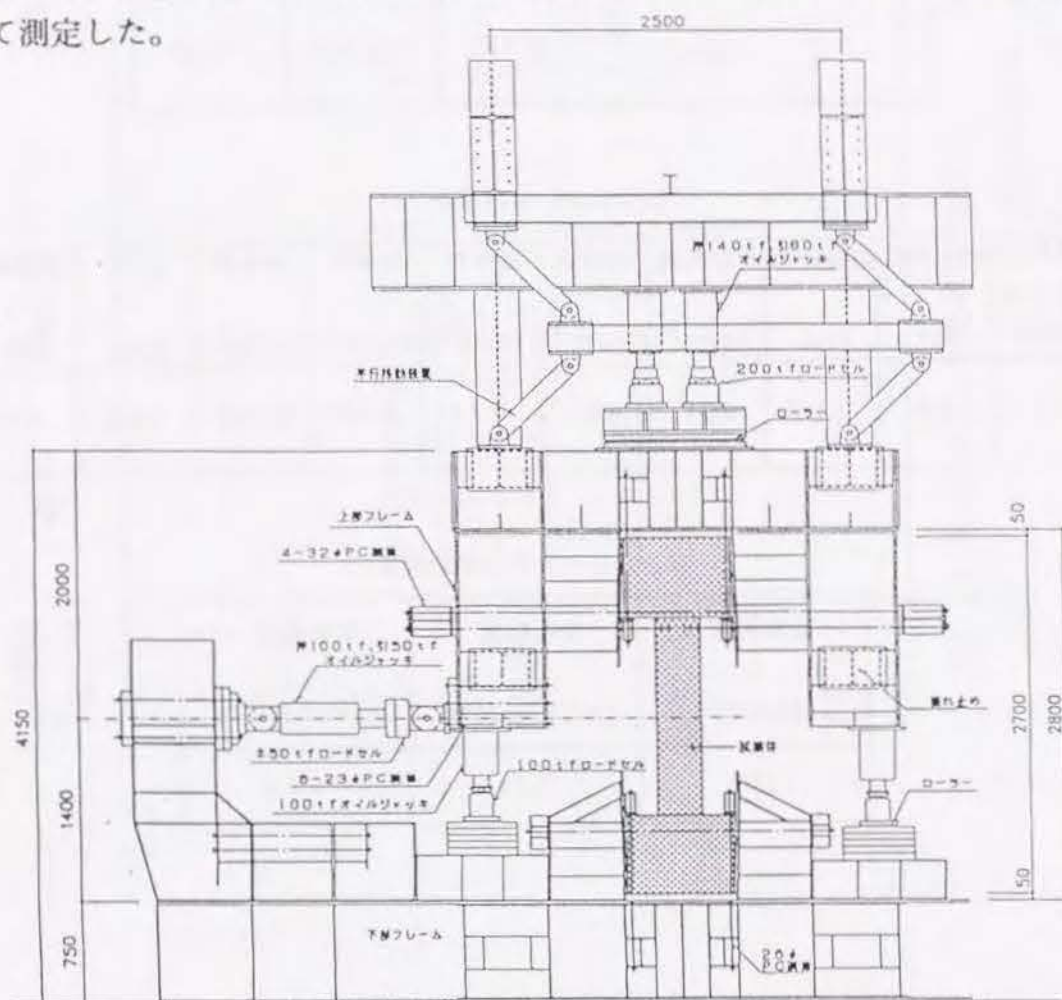 て測定した。
2500
押140tf,引80tf
オイルジャッキ
平行移動装置
200tfロードセル
ローラー
上部フレーム
4-32φPC鋼棒
押100tf,引50tf
オイルジャッキ
±50tfロードセル
6-23φPC鋼棒
100tfオイルジャッキ
100tfロードセル
試験体
振れ止め
ローラー
下部フレーム
PC鋼棒
4150
2000
1400
750
50
2700
2800
50